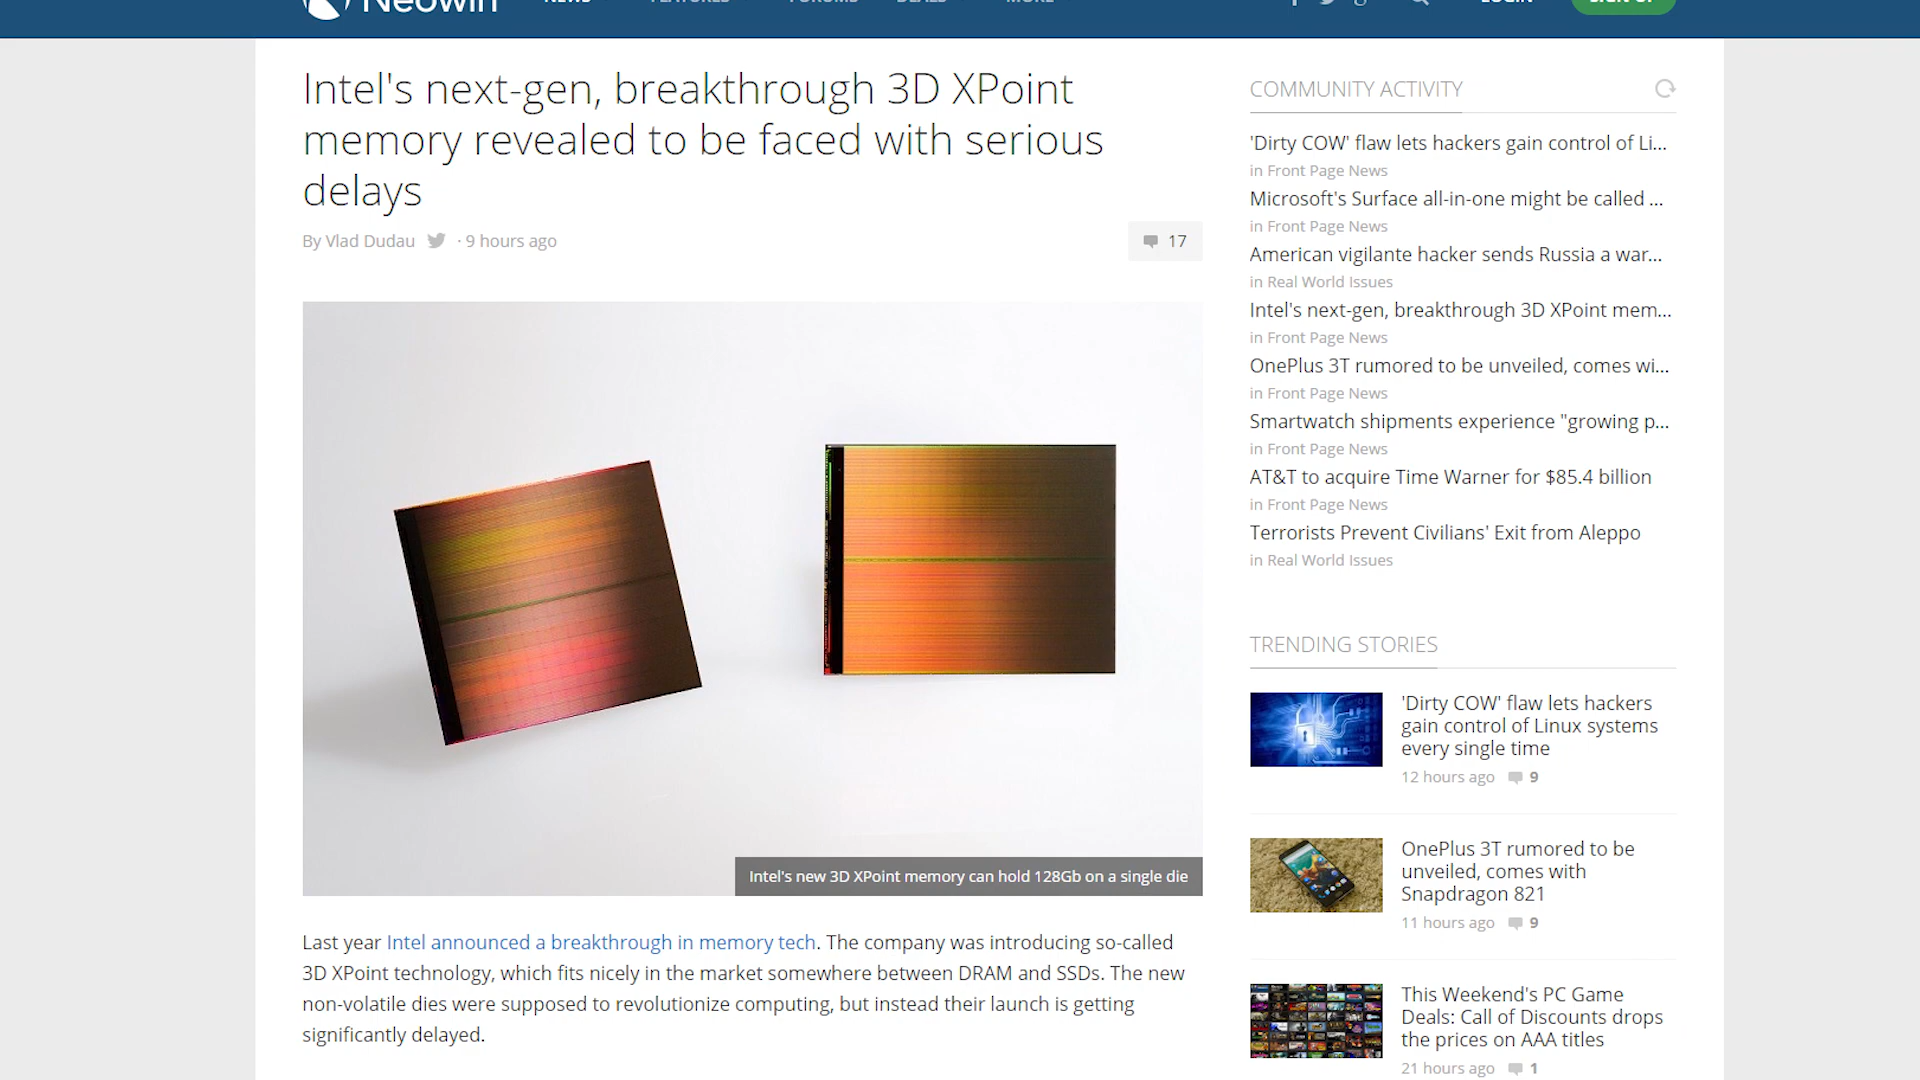 Neowin
NEWS
FEATURES
FORUMS
DEALS
MORE
LOGIN
SIGN UP
Intel's next-gen, breakthrough 3D XPoint
memory revealed to be faced with serious
delays
By Vlad Dudau · 9 hours ago
17
Intel's new 3D XPoint memory can hold 128Gb on a single die
Last year Intel announced a breakthrough in memory tech. The company was introducing so-called
3D XPoint technology, which fits nicely in the market somewhere between DRAM and SSDs. The new
non-volatile dies were supposed to revolutionize computing, but instead their launch is getting
significantly delayed.
COMMUNITY ACTIVITY
'Dirty COW' flaw lets hackers gain control of Li...
in Front Page News
Microsoft's Surface all-in-one might be called ...
in Front Page News
American vigilante hacker sends Russia a war...
in Real World Issues
Intel's next-gen, breakthrough 3D XPoint mem...
in Front Page News
OnePlus 3T rumored to be unveiled, comes wi...
in Front Page News
Smartwatch shipments experience "growing p...
in Front Page News
AT&T to acquire Time Warner for $85.4 billion
in Front Page News
Terrorists Prevent Civilians' Exit from Aleppo
in Real World Issues
TRENDING STORIES
'Dirty COW' flaw lets hackers
gain control of Linux systems
every single time
12 hours ago 9
OnePlus 3T rumored to be
unveiled, comes with
Snapdragon 821
11 hours ago 9
This Weekend's PC Game
Deals: Call of Discounts drops
the prices on AAA titles
21 hours ago 1